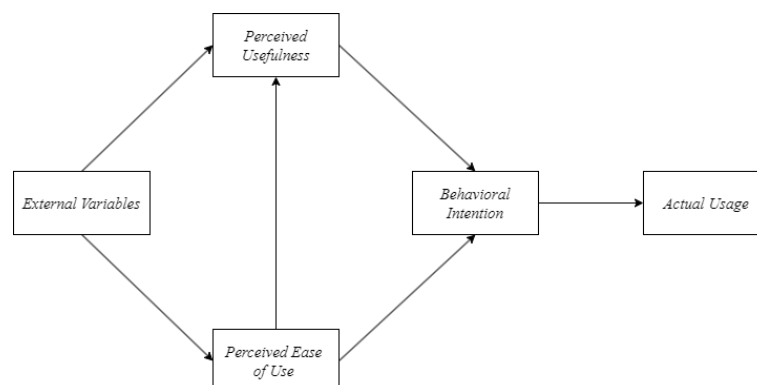 Perceived
Usefulness
External Variables
Behavioral
Intention
Actual Usage
Perceived Ease
of Use